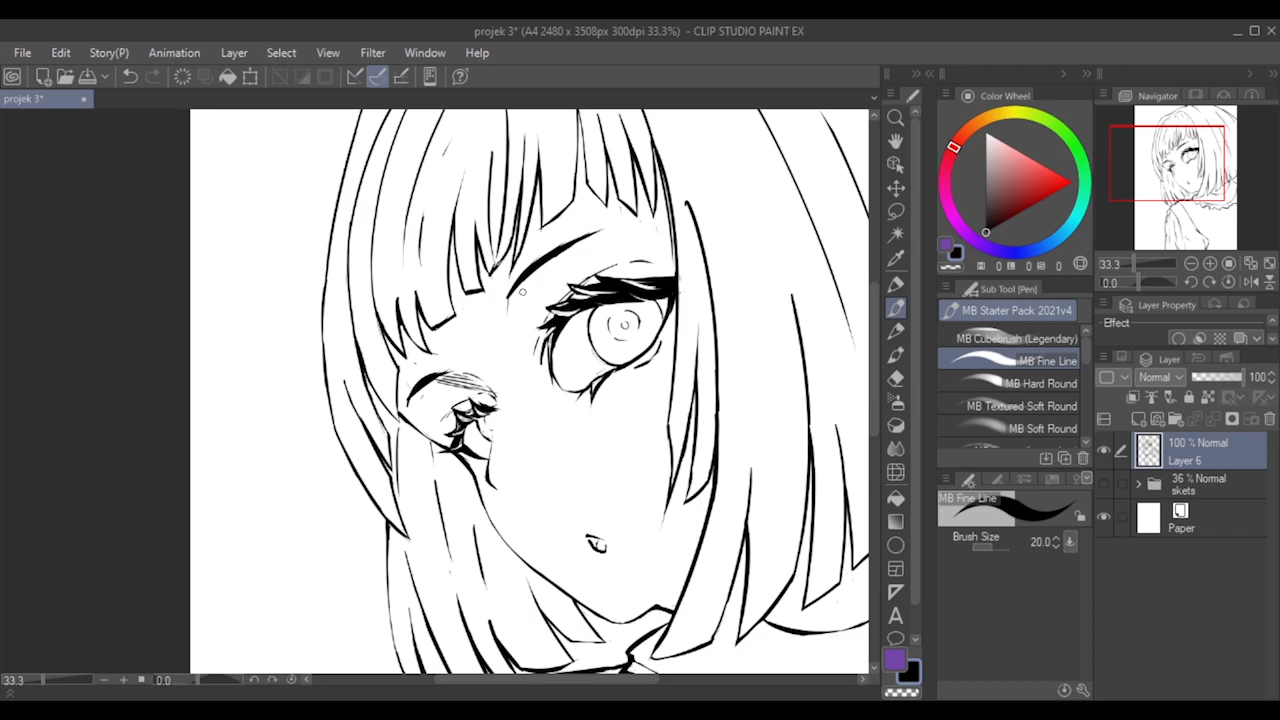 projek 3* (A4 2480 x 3508px 300dpi 33.3%) - CLIP STUDIO PAINT EX
File Edit Story(P) Animation Layer Select View Filter Window Help
projek 3*
Color Wheel
Navigator
33.3
0.0
Sub Tool [Pen]
MB Starter Pack 2021v4
MB Cubebrush (Legendary)
MB Fine Line
MB Hard Round
MB Textured Soft Round
MB Soft Round
MB Fine Line
Brush Size 20.0
Layer Property
Effect
Layer
Normal 100
100 % Normal
Layer 6
36 % Normal
skets
Paper
33.3 0.0